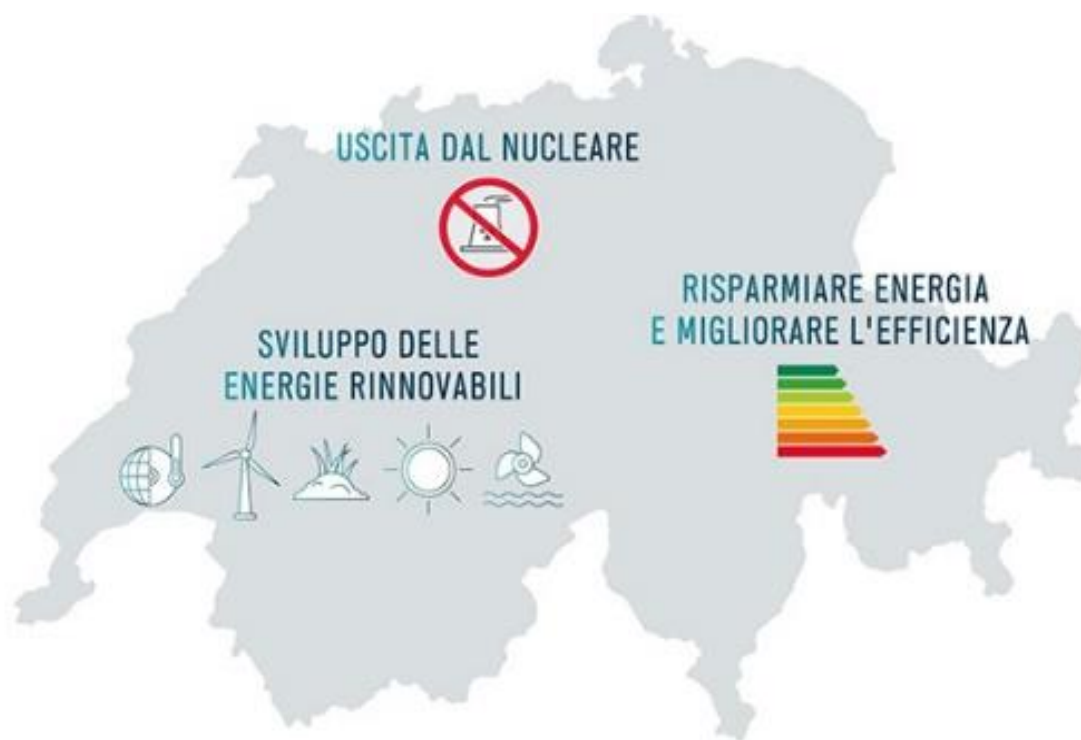 USCITA DAL NUCLEARE
SVILUPPO DELLE
ENERGIE RINNOVABILI
RISPARMIARE ENERGIA
E MIGLIORARE L'EFFICIENZA